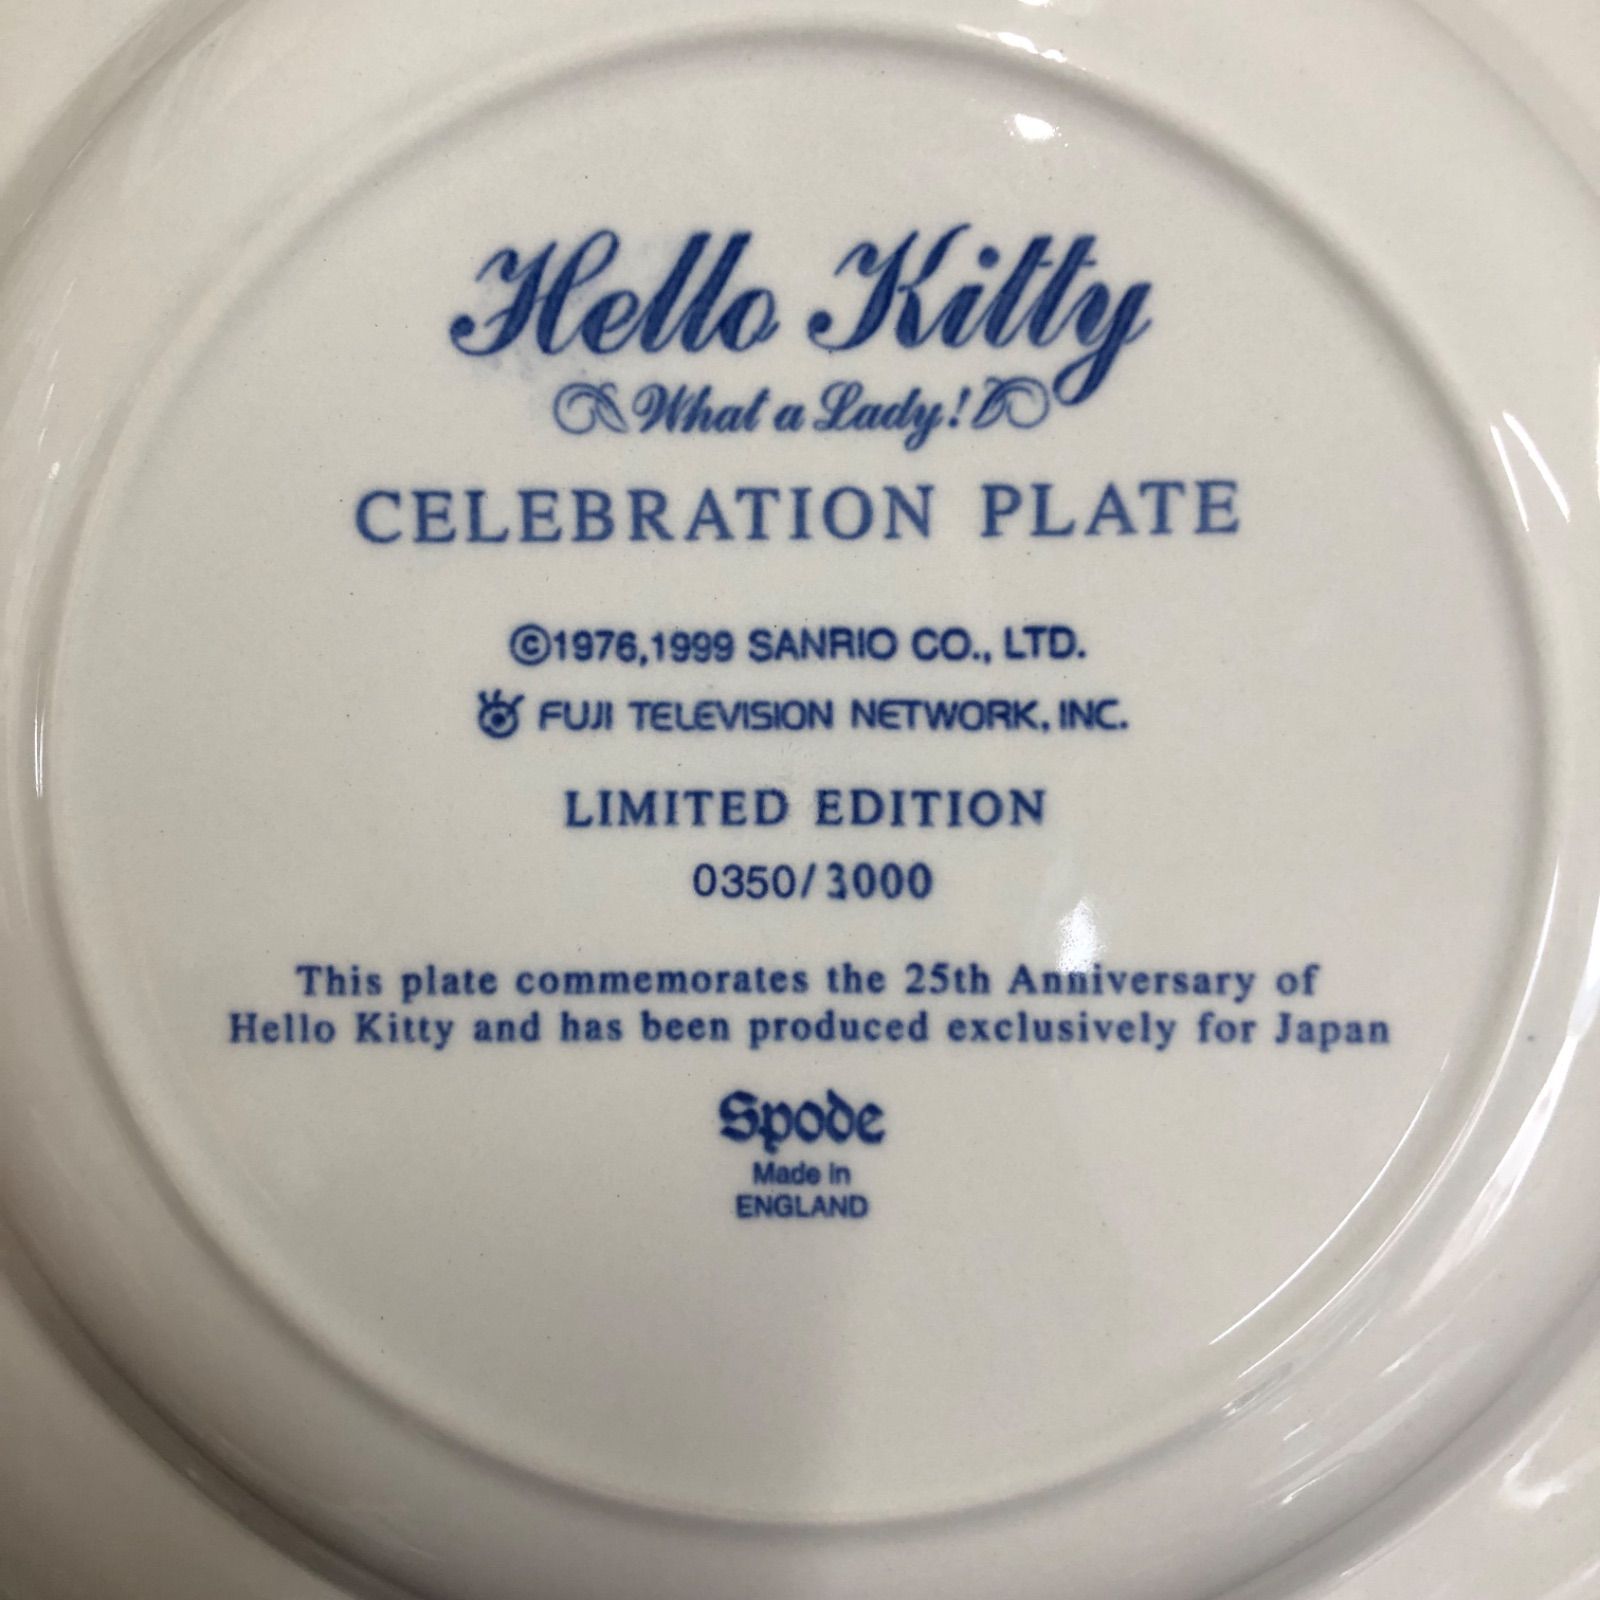 Hello Kitty
What a Lady!
CELEBRATION PLATE
©1976,1999 SANRIO CO., LTD.
FUJI TELEVISION NETWORK, INC.
LIMITED EDITION
0350/3000
This plate commemorates the 25th Anniversary of
Hello Kitty and has been produced exclusively for Japan
Spode
Made in
ENGLAND